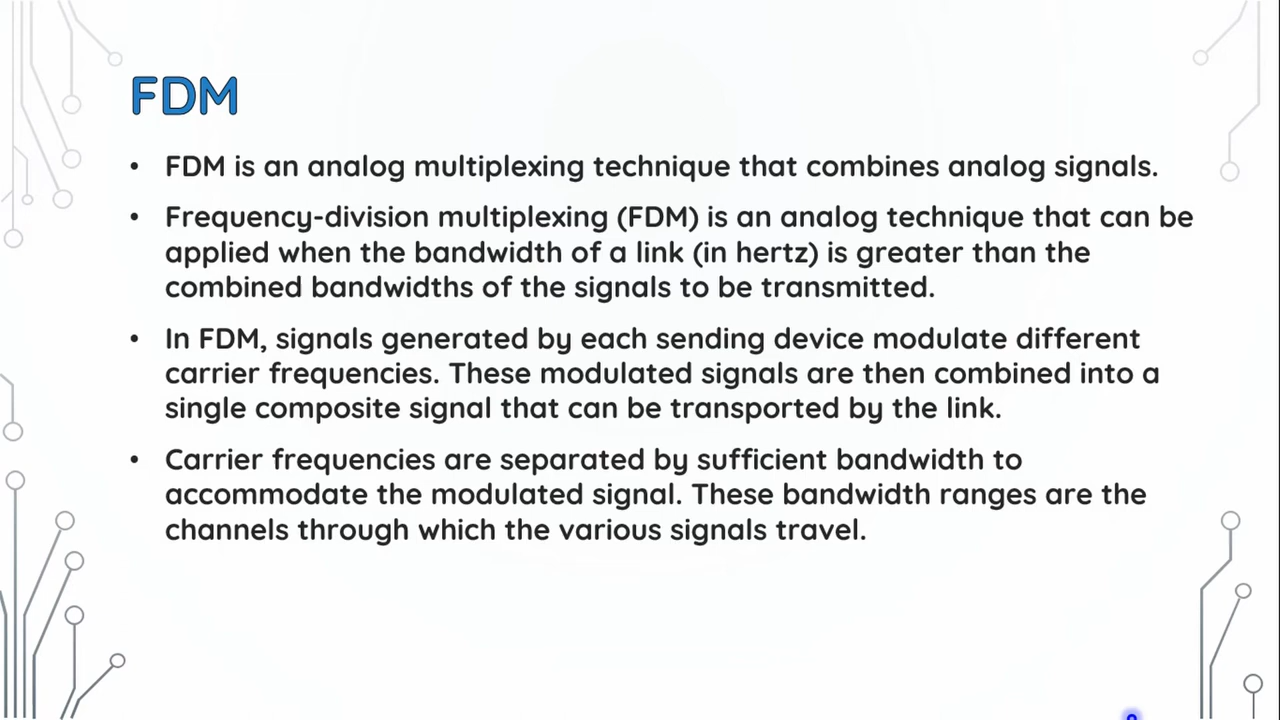 FDM
• FDM is an analog multiplexing technique that combines analog signals.
• Frequency-division multiplexing (FDM) is an analog technique that can be
applied when the bandwidth of a link (in hertz) is greater than the
combined bandwidths of the signals to be transmitted.
• In FDM, signals generated by each sending device modulate different
carrier frequencies. These modulated signals are then combined into a
single composite signal that can be transported by the link.
• Carrier frequencies are separated by sufficient bandwidth to
accommodate the modulated signal. These bandwidth ranges are the
channels through which the various signals travel.